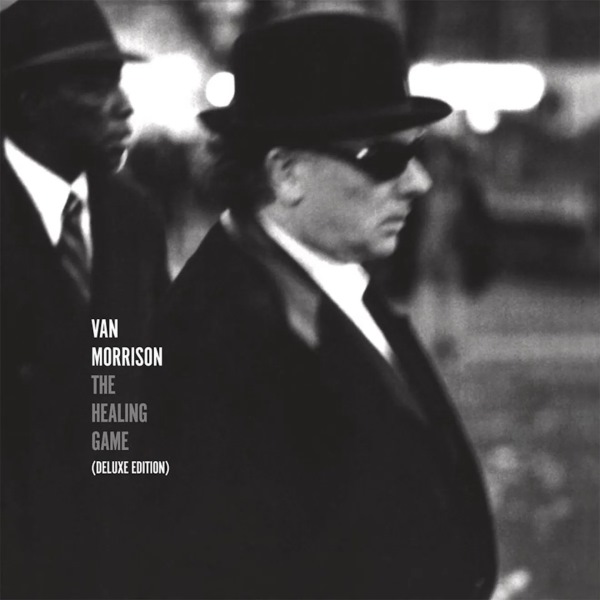 VAN
MORRISON
THE
HEALING
GAME
(DELUXE EDITION)